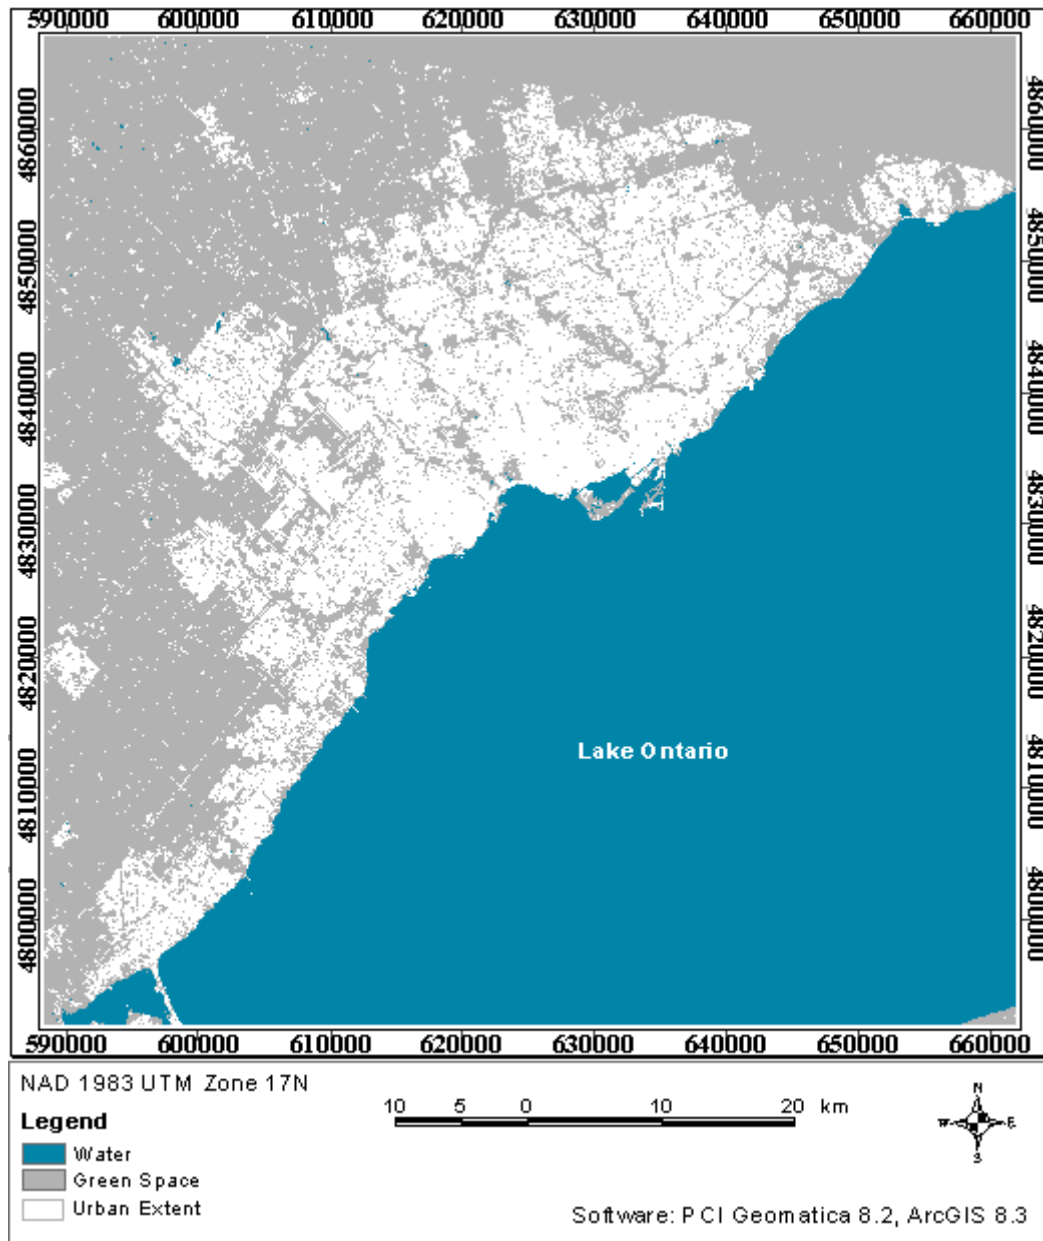 590000 600000 610000 620000 630000 640000 650000 660000
4860000 4860000
4850000 4850000
4840000 4840000
4830000 4830000
4820000 4820000
Lake Ontario
4810000 4810000
4800000 4800000
590000 600000 610000 620000 630000 640000 650000 660000
NAD 1983 UTM Zone 17N
Legend
Water
Green Space
Urban Extent
10 5 0 10 20 km
N
W E
S
Software: PCI Geomatica 8.2, ArcGIS 8.3